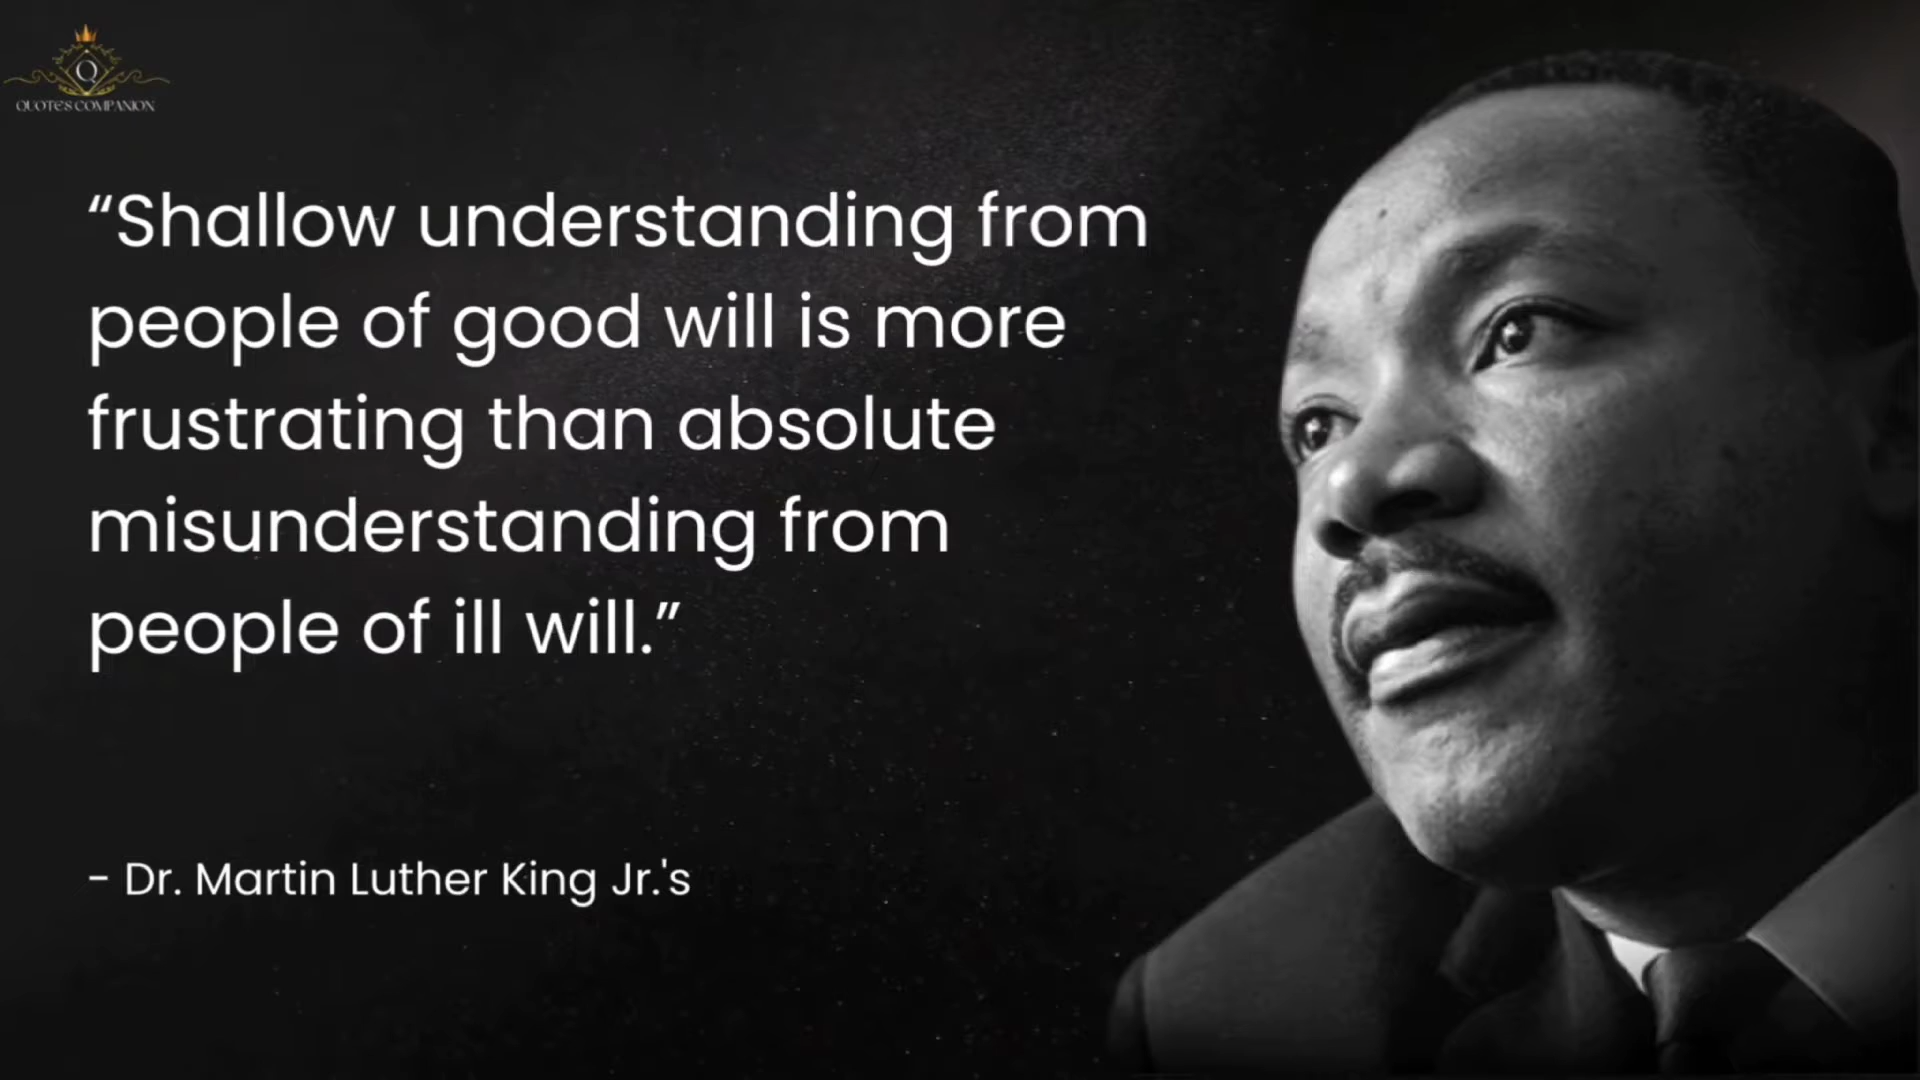 Q
QUOTES COMPANION
“Shallow understanding from
people of good will is more
frustrating than absolute
misunderstanding from
people of ill will.”
- Dr. Martin Luther King Jr.'s